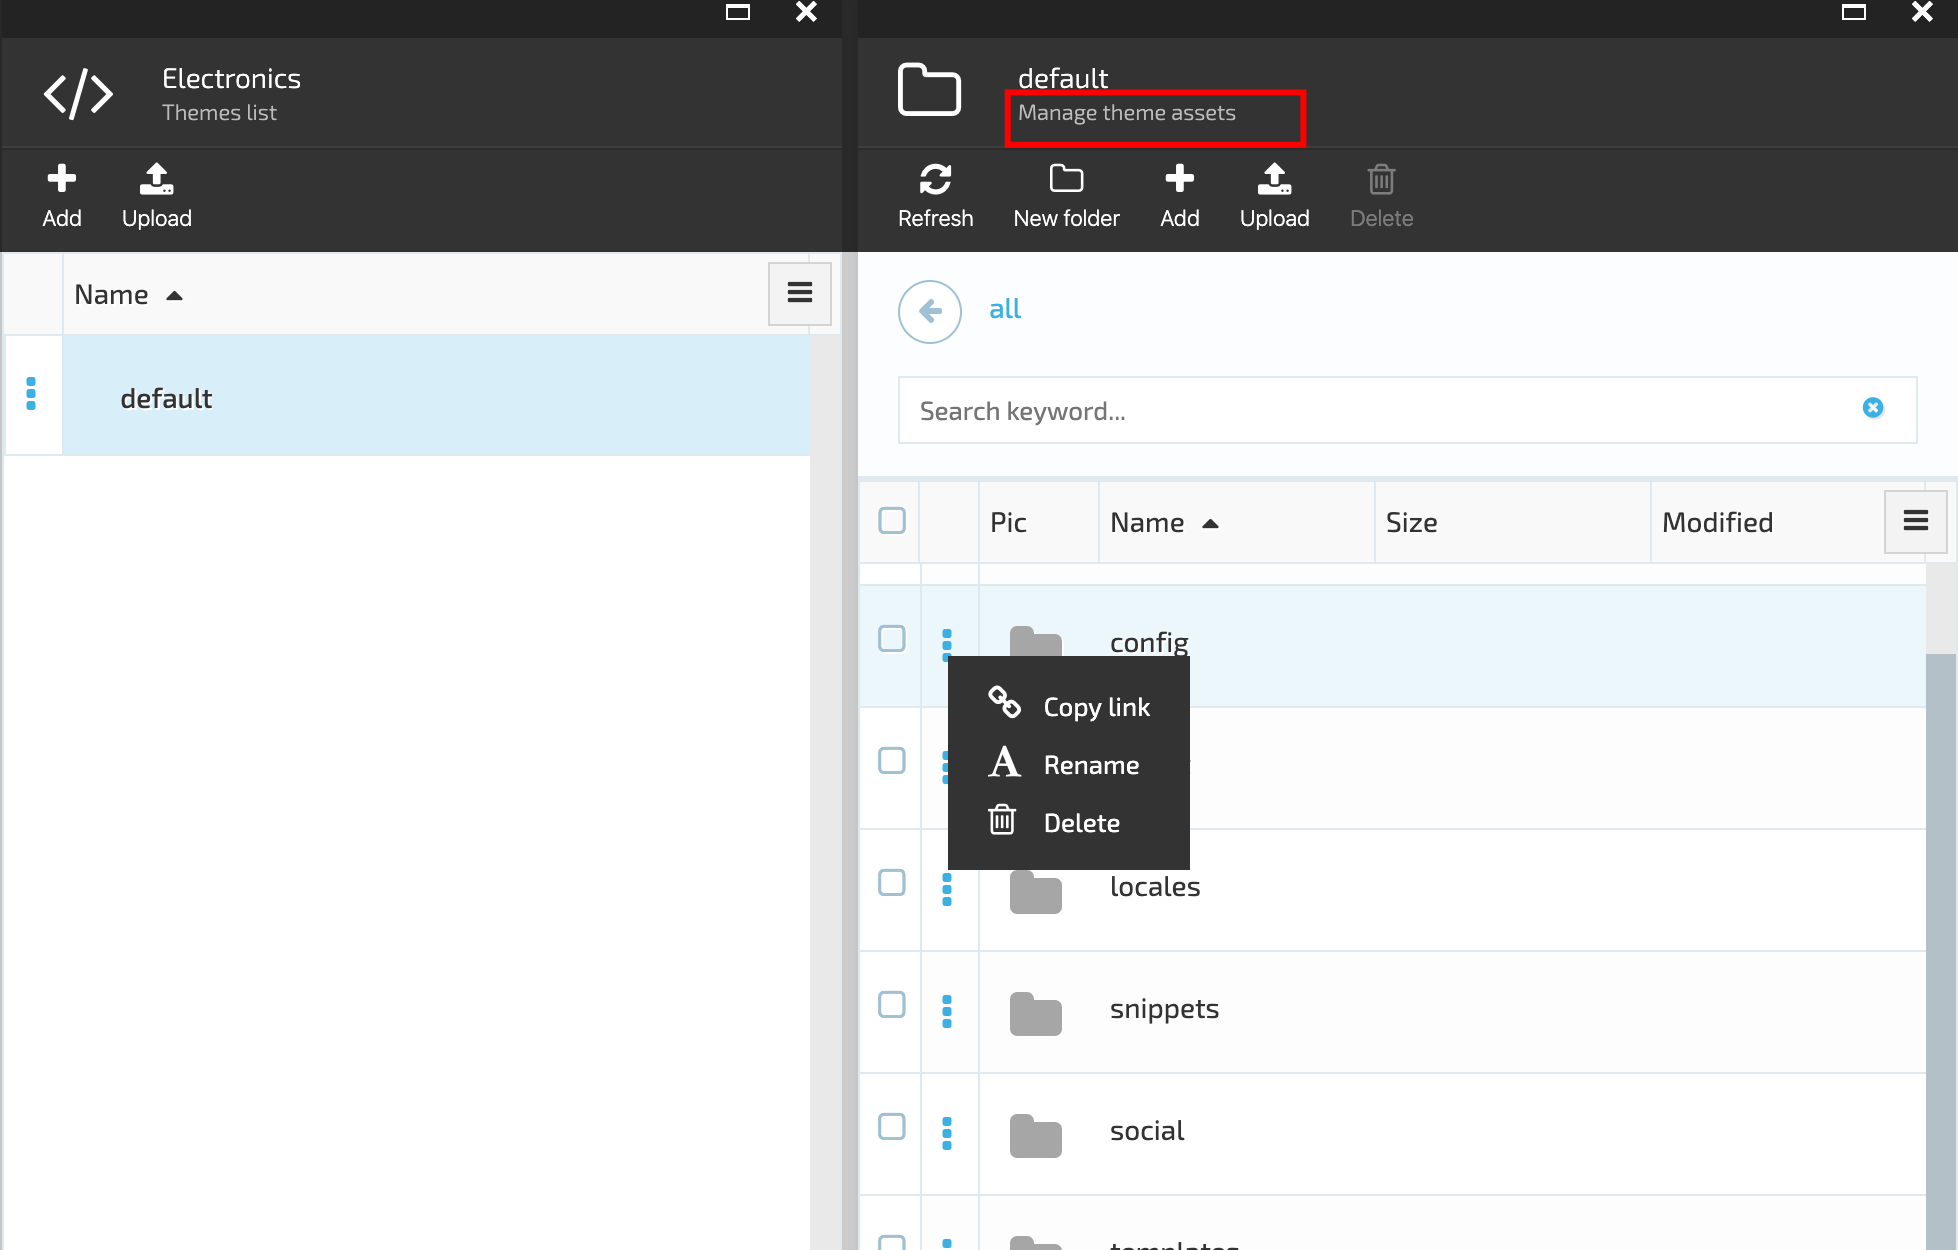 Electronics
Themes list
Add
Upload
Name
default
default
Manage theme assets
Refresh
New folder
Add
Upload
Delete
all
Search keyword...
Pic
Name
Size
Modified
config
Copy link
Rename
Delete
locales
snippets
social
templates